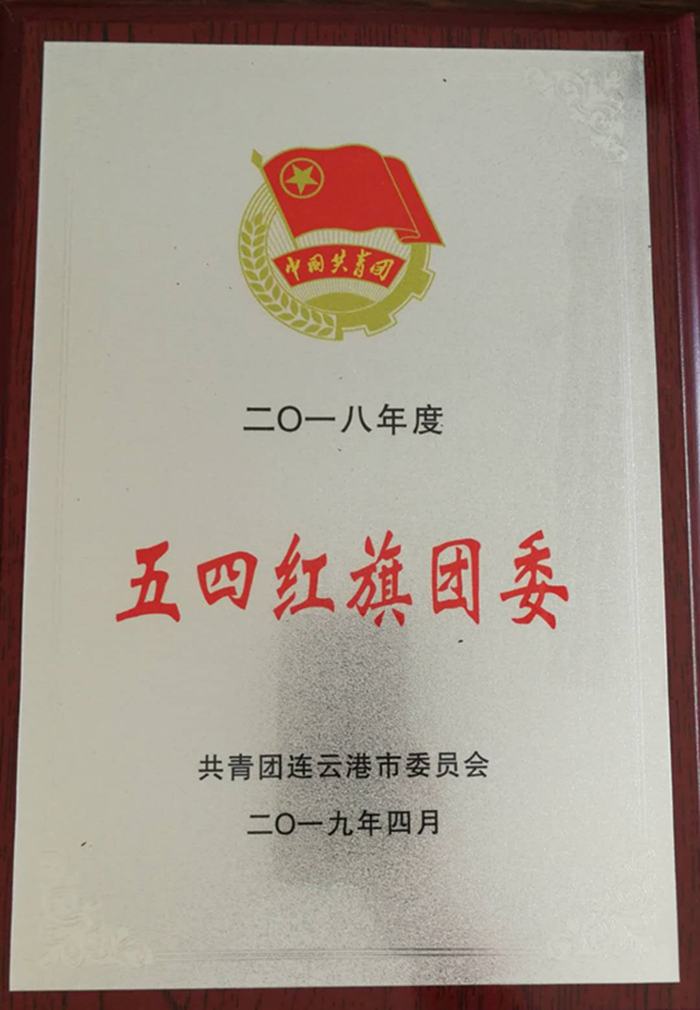 中国共青团
二〇一八年度
五四红旗团委
共青团连云港市委员会
二〇一九年四月